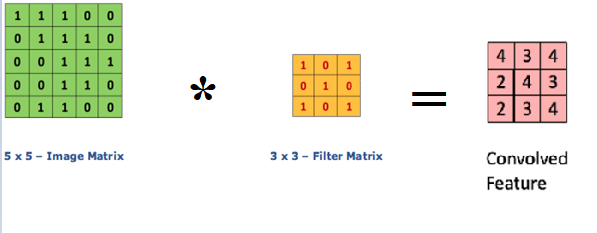 1 1 1 0 0
0 1 1 1 0
0 0 1 1 1
0 0 1 1 0
0 1 1 0 0
*
1 0 1
0 1 0
1 0 1
=
4 3 4
2 4 3
2 3 4
5 x 5 – Image Matrix
3 x 3 – Filter Matrix
Convolved
Feature